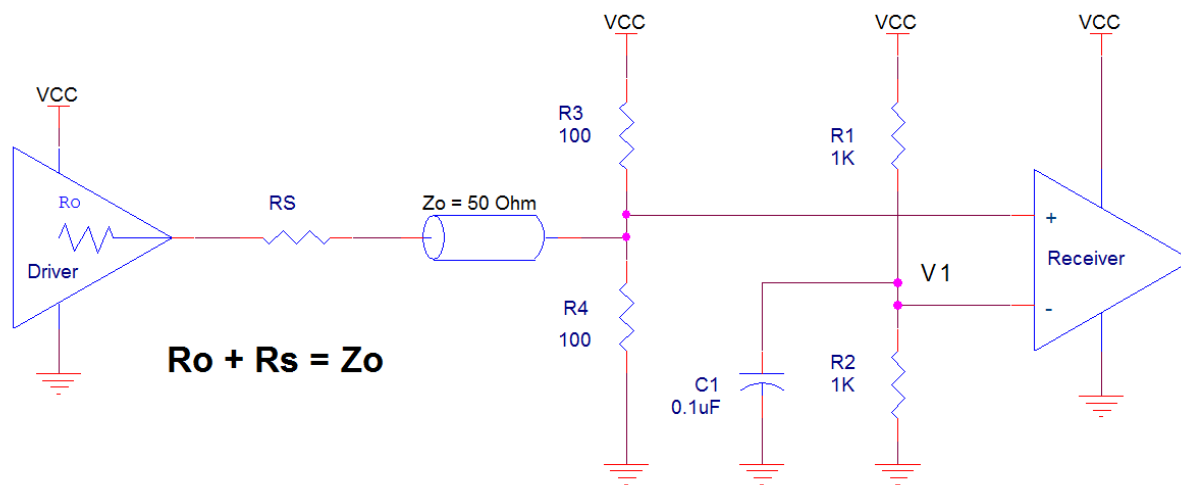 VCC
VCC
VCC
VCC
R3
100
R1
1K
Ro
RS
Zo = 50 Ohm
+
Driver
Receiver
V1
-
R4
100
Ro + Rs = Zo
C1
0.1uF
R2
1K